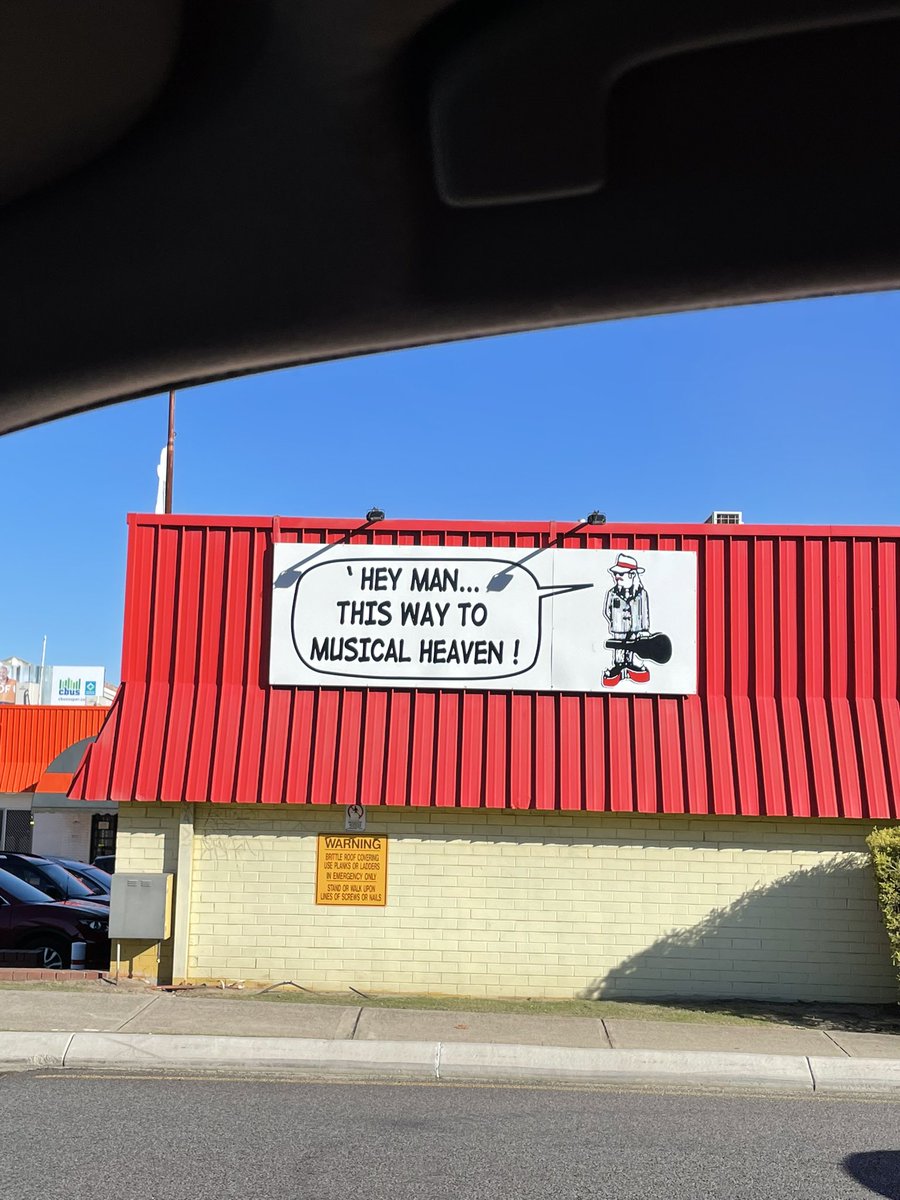 ‛HEY MAN...
THIS WAY TO
MUSICAL HEAVEN !
cbus
WARNING
BRITTLE ROOF COVERING
USE PLANKS OR LADDERS
IN EMERGENCY ONLY
STAND OR WALK UPON
LINES OF SCREWS OR NAILS